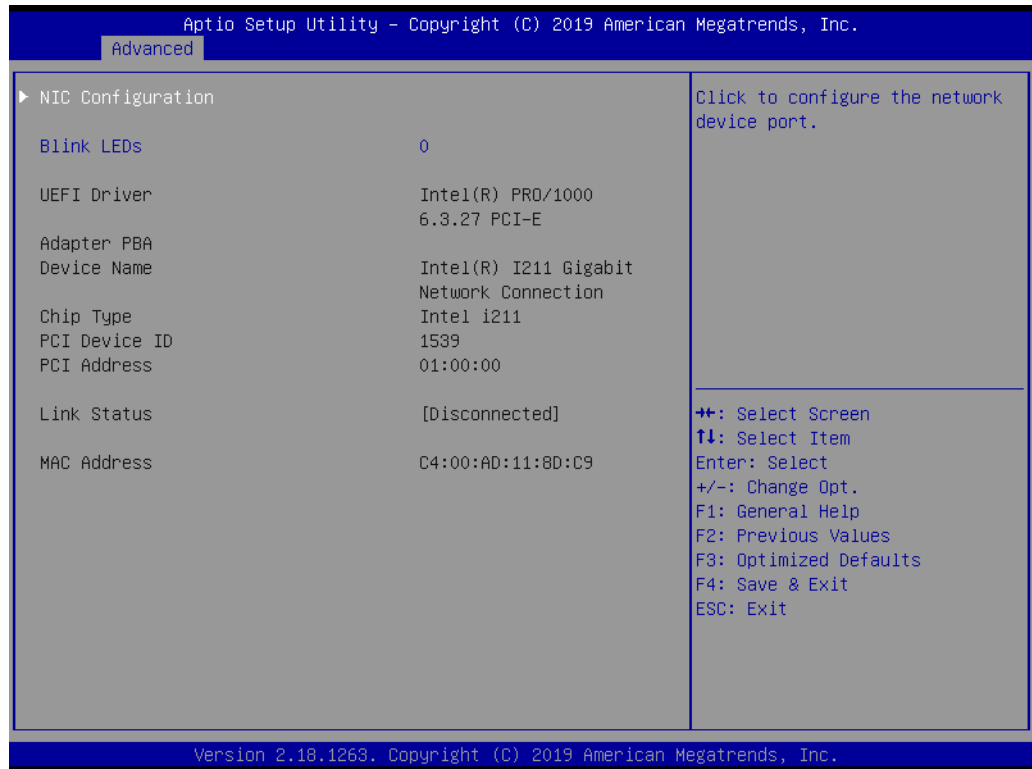 Aptio Setup Utility – Copyright (C) 2019 American Megatrends, Inc.
Advanced
▶ NIC Configuration
Blink LEDs 0
UEFI Driver Intel(R) PRO/1000
6.3.27 PCI-E
Adapter PBA
Device Name Intel(R) I211 Gigabit
Network Connection
Chip Type Intel i211
PCI Device ID 1539
PCI Address 01:00:00
Link Status [Disconnected]
MAC Address C4:00:AD:11:8D:C9
Click to configure the network
device port.
→←: Select Screen
↑↓: Select Item
Enter: Select
+/-: Change Opt.
F1: General Help
F2: Previous Values
F3: Optimized Defaults
F4: Save & Exit
ESC: Exit
Version 2.18.1263. Copyright (C) 2019 American Megatrends, Inc.